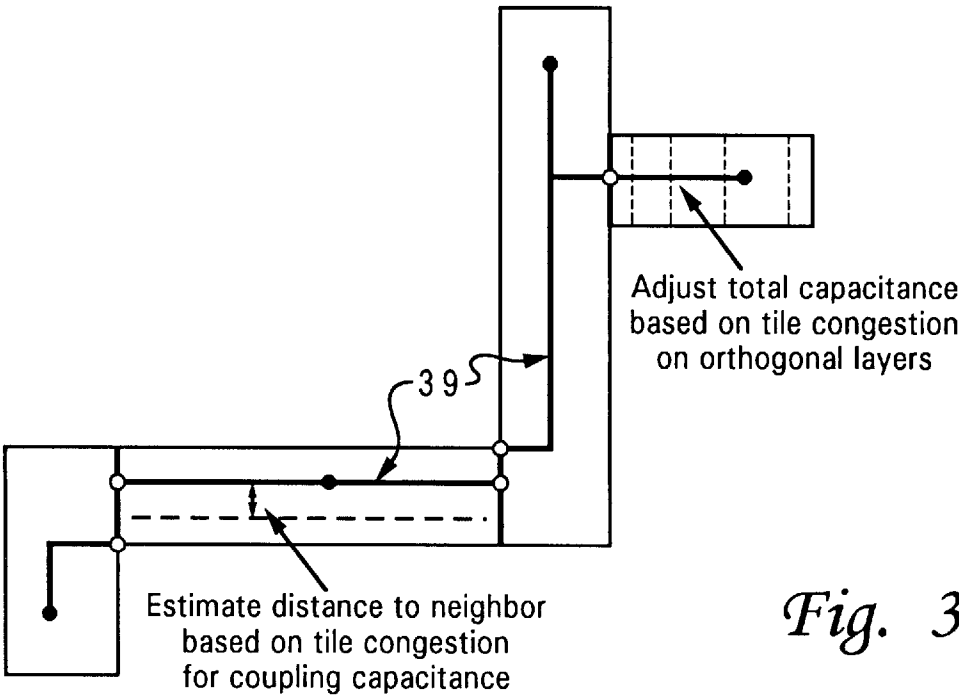 Adjust total capacitance
based on tile congestion
on orthogonal layers
39
Estimate distance to neighbor
based on tile congestion
for coupling capacitance
Fig. 3